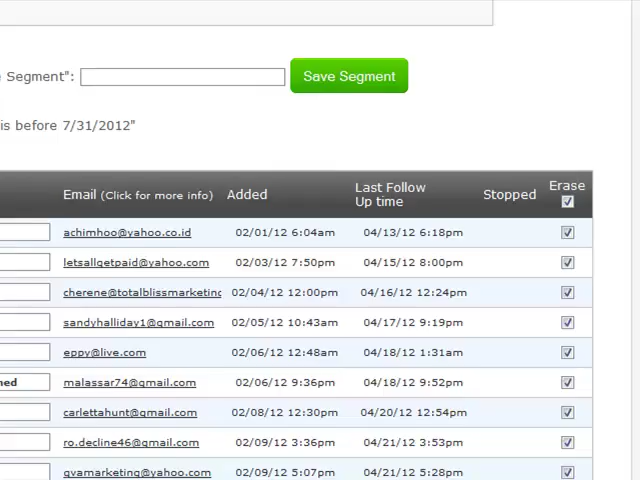 e Segment": Save Segment
is before 7/31/2012"
Email (Click for more info) Added Last Follow Up time Stopped Erase
achimhoo@yahoo.co.id 02/01/12 6:04am 04/13/12 6:18pm
letsallgetpaid@yahoo.com 02/03/12 7:50pm 04/15/12 8:00pm
cherene@totalblissmarketing 02/04/12 12:00pm 04/16/12 12:24pm
sandyhalliday1@gmail.com 02/05/12 10:43am 04/17/12 9:19pm
eppy@live.com 02/06/12 12:48am 04/18/12 1:31am
ned malassar74@gmail.com 02/06/12 9:36pm 04/18/12 9:52pm
carlettahunt@gmail.com 02/08/12 12:30pm 04/20/12 12:54pm
ro.decline46@gmail.com 02/09/12 3:36pm 04/21/12 3:53pm
gvamarketing@yahoo.com 02/09/12 5:07pm 04/21/12 5:28pm